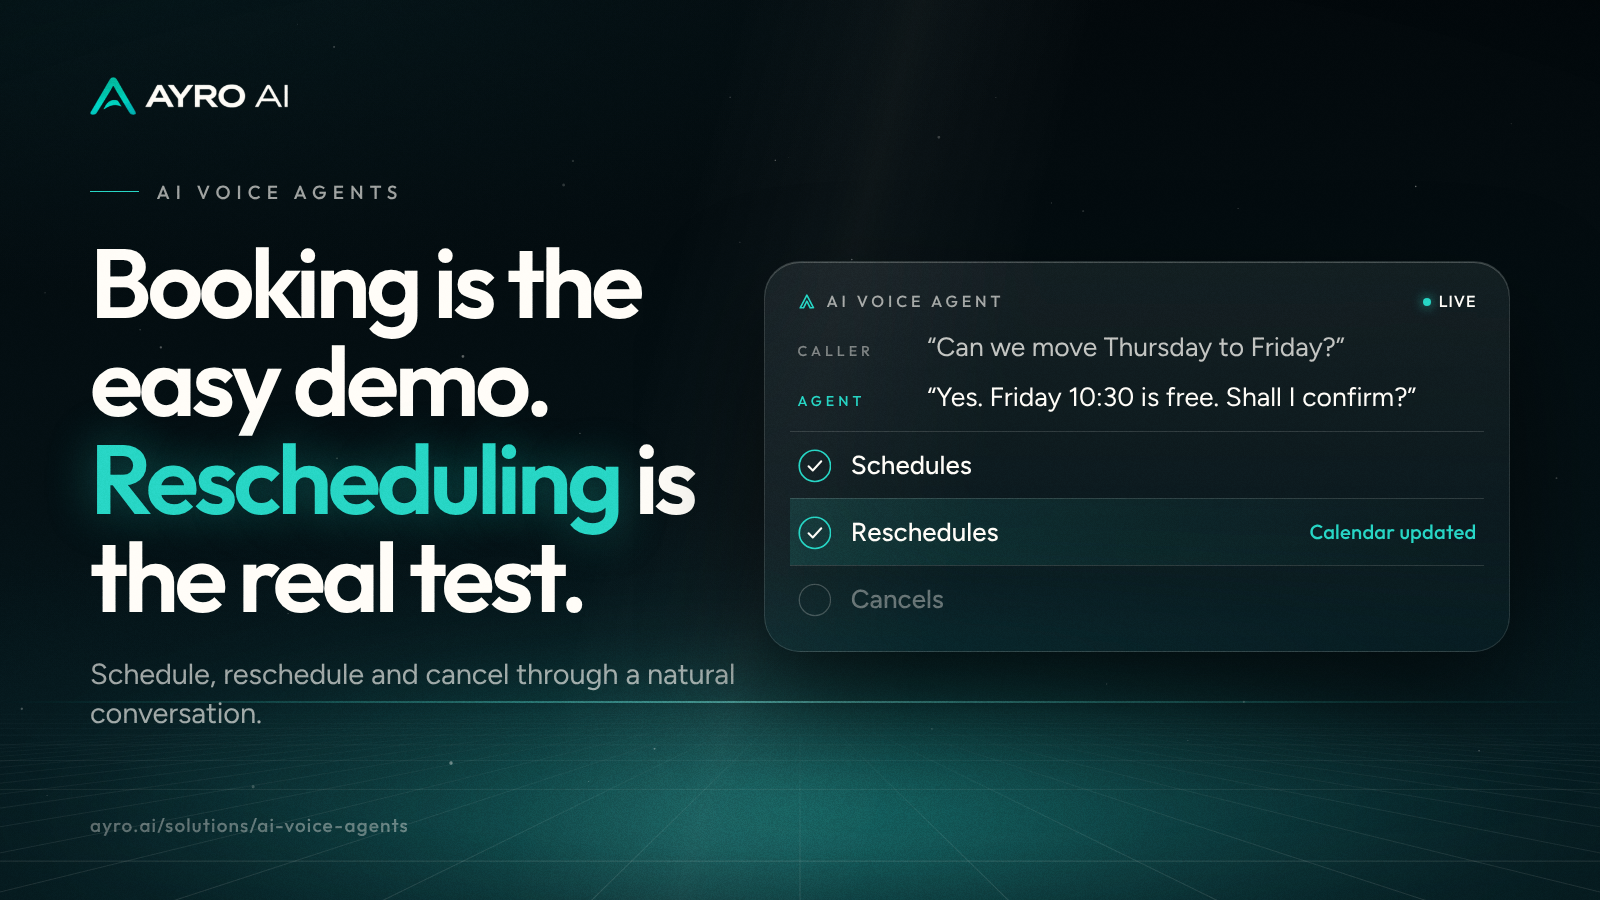 AYRO AI
AI VOICE AGENTS
Booking is the
easy demo.
Rescheduling is
the real test.
Schedule, reschedule and cancel through a natural
conversation.
ayro.ai/solutions/ai-voice-agents
AI VOICE AGENT
LIVE
CALLER “Can we move Thursday to Friday?”
AGENT “Yes. Friday 10:30 is free. Shall I confirm?”
Schedules
Reschedules Calendar updated
Cancels